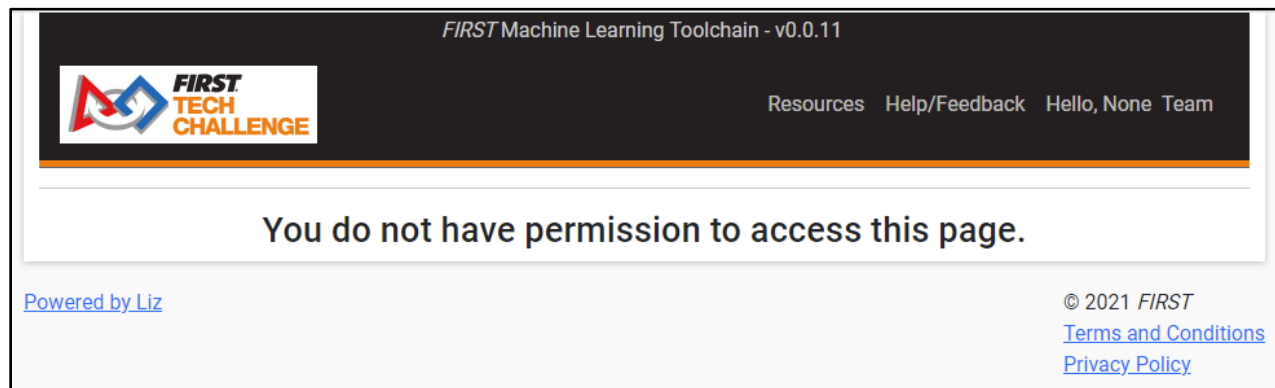 FIRST Machine Learning Toolchain - v0.0.11
FIRST
TECH
CHALLENGE
Resources Help/Feedback Hello, None Team
You do not have permission to access this page.
Powered by Liz
© 2021 FIRST
Terms and Conditions
Privacy Policy